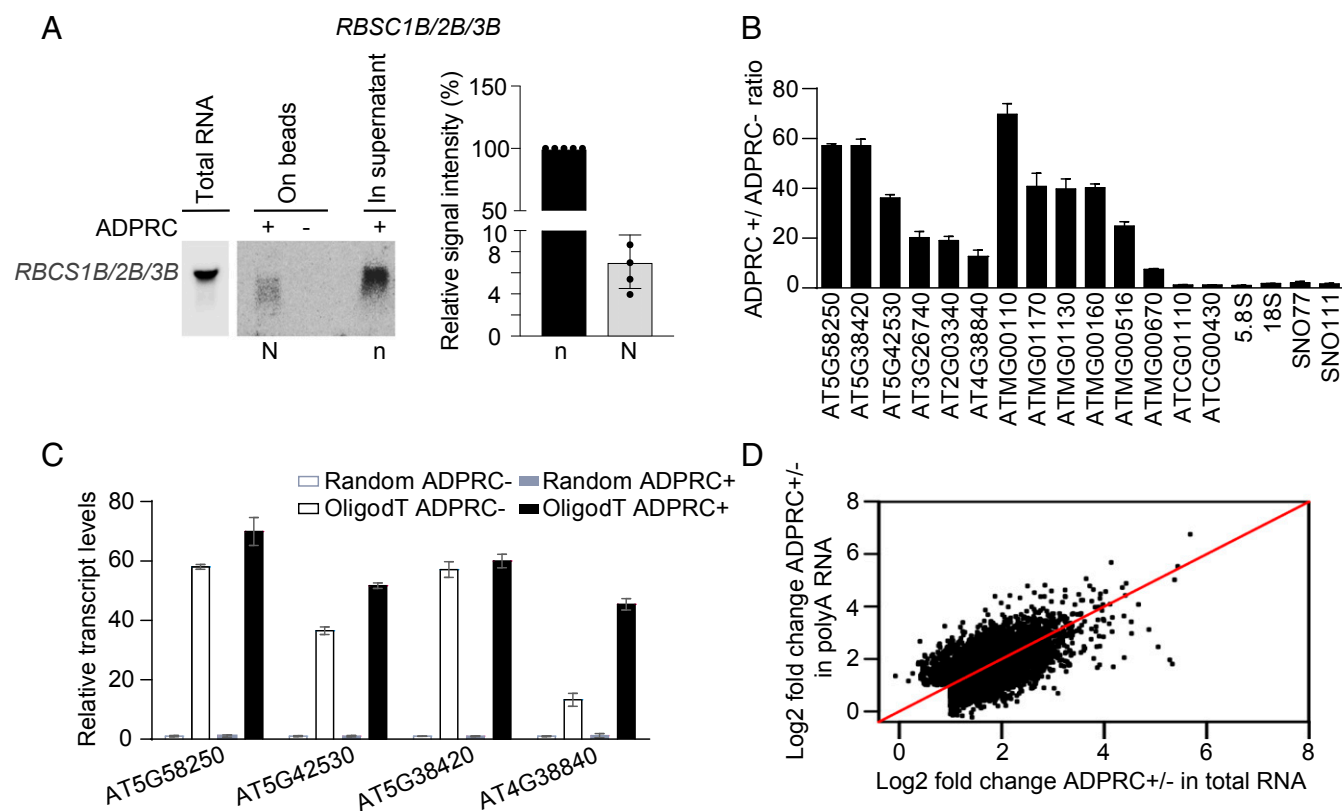 A
RBSC1B/2B/3B
Total RNA
On beads
In supernatant
ADPRC
+
-
+
RBCS1B/2B/3B
N
n
Relative signal intensity (%)
150
100
50
10
8
6
4
2
0
n
N
B
ADPRC +/ ADPRC- ratio
80
60
40
20
0
AT5G58250
AT5G38420
AT5G42530
AT3G26740
AT2G03340
AT4G38840
ATMG00110
ATMG01170
ATMG01130
ATMG00160
ATMG00516
ATMG00670
ATCG01110
ATCG00430
5.8S
18S
SNO77
SNO111
C
Random ADPRC-
Random ADPRC+
OligodT ADPRC-
OligodT ADPRC+
Relative transcript levels
80
60
40
20
0
AT5G58250
AT5G42530
AT5G38420
AT4G38840
D
Log2 fold change ADPRC+/-
in polyA RNA
8
6
4
2
0
0
2
4
6
8
Log2 fold change ADPRC+/- in total RNA